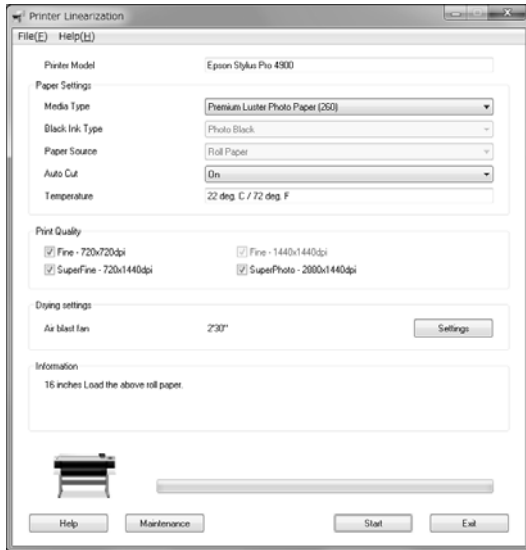 Printer Linearization
File(F) Help(H)
Printer Model Epson Stylus Pro 4900
Paper Settings
Media Type Premium Luster Photo Paper (260)
Black Ink Type Photo Black
Paper Source Roll Paper
Auto Cut On
Temperature 22 deg. C / 72 deg. F
Print Quality
Fine - 720x720dpi Fine - 1440x1440dpi
SuperFine - 720x1440dpi SuperPhoto - 2880x1440dpi
Drying settings
Air blast fan 2'30'' Settings
Information
16 inches Load the above roll paper.
Help Maintenance Start Exit